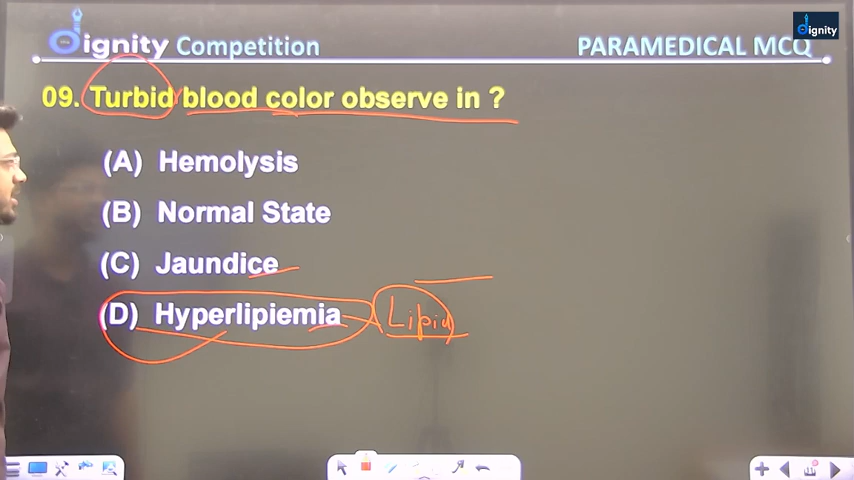 dignity Competition
PARAMEDICAL MCQ
dignity
09. Turbid blood color observe in ?
(A) Hemolysis
(B) Normal State
(C) Jaundice
(D) Hyperlipiemia
Lipid